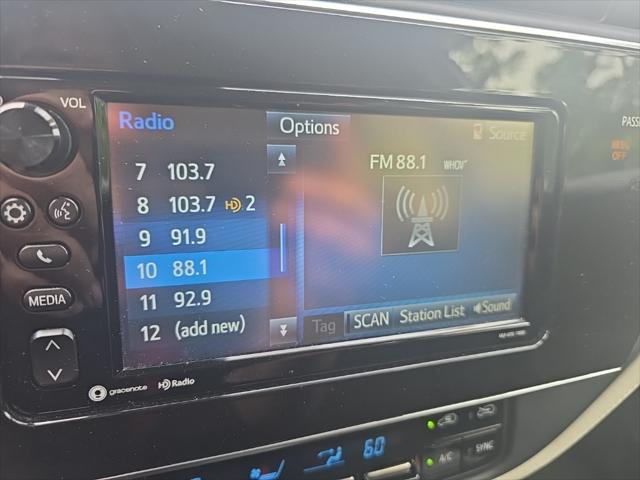 VOL
Radio
Options
Source
PASSE
OFF
7 103.7
8 103.7 HD 2
9 91.9
10 88.1
11 92.9
12 (add new)
FM 88.1 WHOV
Tag SCAN Station List Sound
MEDIA
gracenote HD Radio
60
A/C
SYNC